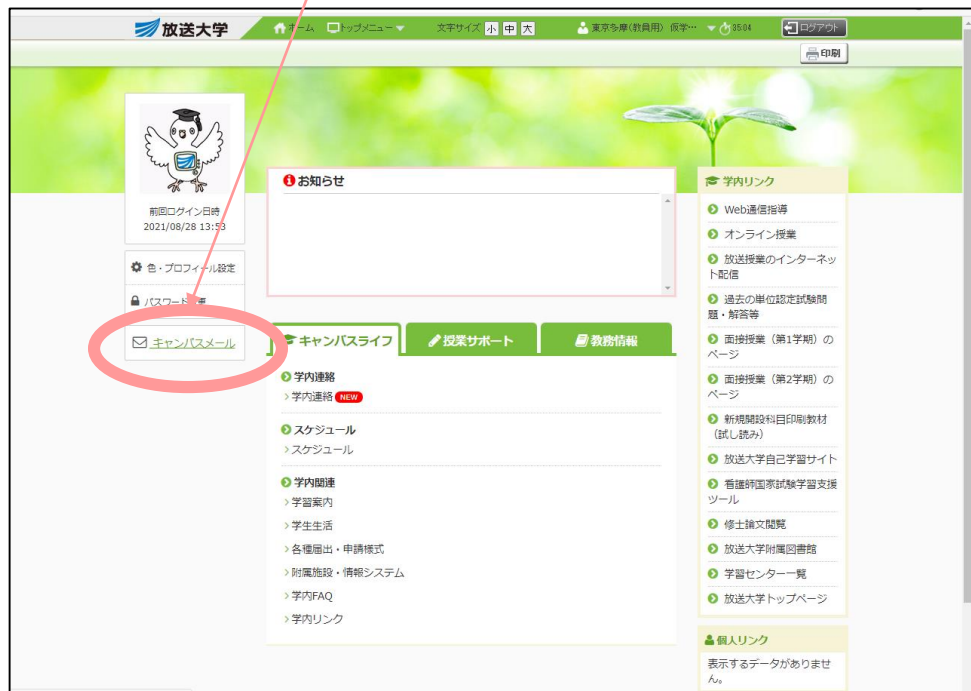 放送大学
ホーム トップメニュー 文字サイズ 小 中 大 東京多摩(教員用) 仮学… 35:04 ログアウト
印刷
前回ログイン日時
2021/08/28 13:53
色・プロフィール設定
パスワード
キャンパスメール
お知らせ
キャンパスライフ 授業サポート 教務情報
学内連絡
学内連絡 NEW
スケジュール
スケジュール
学内関連
学習案内
学生生活
各種届出・申請様式
附属施設・情報システム
学内FAQ
学内リンク
学内リンク
Web通信指導
オンライン授業
放送授業のインターネッ
ト配信
過去の単位認定試験問
題・解答等
面接授業（第1学期）の
ページ
面接授業（第2学期）の
ページ
新規開設科目印刷教材
（試し読み）
放送大学自己学習サイト
看護師国家試験学習支援
ツール
修士論文閲覧
放送大学附属図書館
学習センター一覧
放送大学トップページ
個人リンク
表示するデータがありませ
ん。